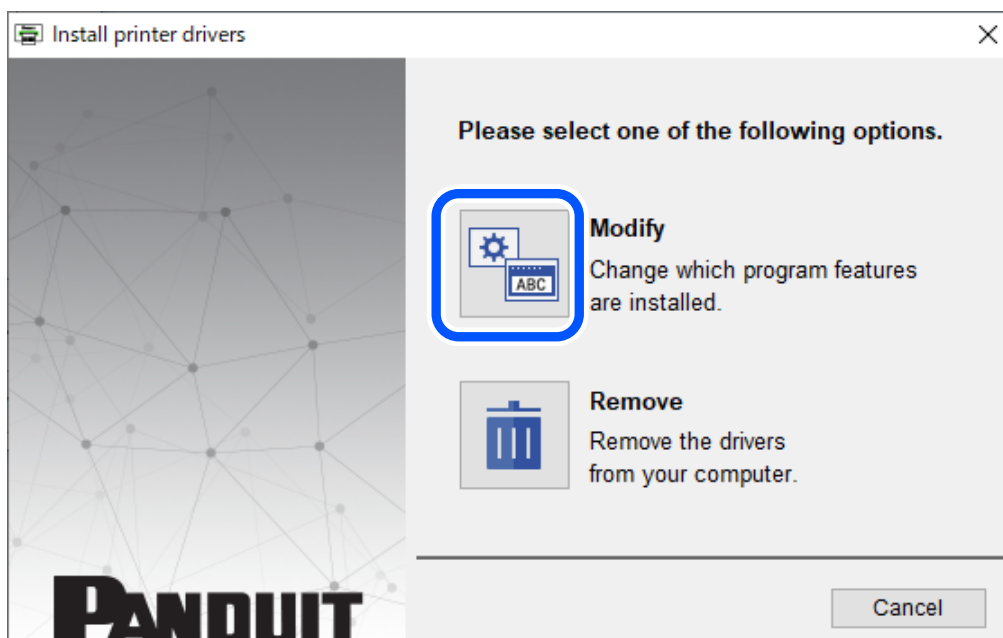 Install printer drivers
Please select one of the following options.
Modify
ABC
Change which program features
are installed.
Remove
Remove the drivers
from your computer.
PANDUIT
Cancel